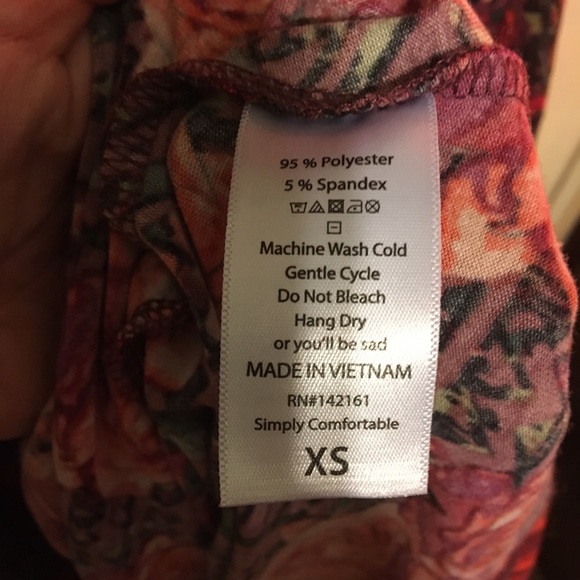 95 % Polyester
5 % Spandex
Machine Wash Cold
Gentle Cycle
Do Not Bleach
Hang Dry
or you'll be sad
MADE IN VIETNAM
RN#142161
Simply Comfortable
XS